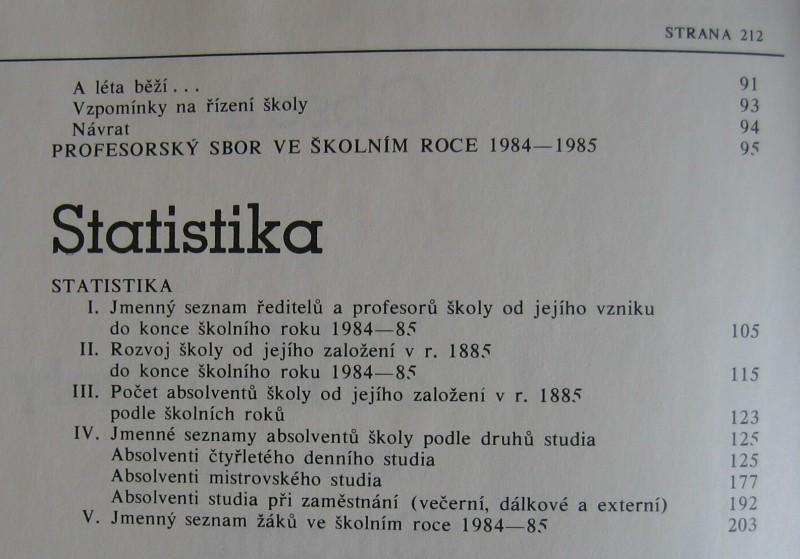 STRANA 212
A léta běží... 91
Vzpomínky na řízení školy 93
Návrat 94
PROFESORSKÝ SBOR VE ŠKOLNÍM ROCE 1984—1985 95
Statistika
STATISTIKA
I. Jmenný seznam ředitelů a profesorů školy od jejího vzniku
do konce školního roku 1984—85 105
II. Rozvoj školy od jejího založení v r. 1885
do konce školního roku 1984—85 115
III. Počet absolventů školy od jejího založení v r. 1885
podle školních roků 123
IV. Jmenné seznamy absolventů školy podle druhů studia 125
Absolventi čtyřletého denního studia 125
Absolventi mistrovského studia 177
Absolventi studia při zaměstnání (večerní, dálkové a externí) 192
V. Jmenný seznam žáků ve školním roce 1984—85 203